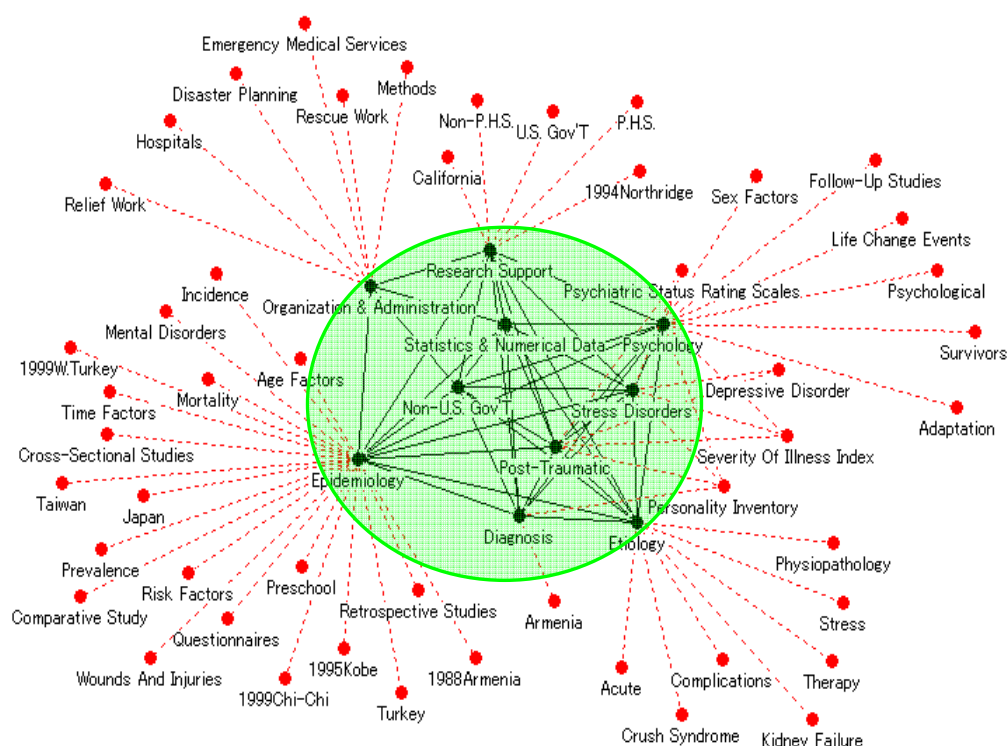 Emergency Medical Services
Methods
Disaster Planning
Rescue Work
Non-P.H.S.
P.H.S.
U.S. Gov'T
Hospitals
California
1994Northridge
Follow-Up Studies
Relief Work
Sex Factors
Life Change Events
Research Support
Incidence
Organization & Administration
Psychiatric Status Rating Scales
Psychological
Mental Disorders
Statistics & Numerical Data
Psychology
Survivors
1999W.Turkey
Age Factors
Depressive Disorder
Mortality
Time Factors
Non-U.S. Gov'T
Stress Disorders
Adaptation
Cross-Sectional Studies
Post-Traumatic
Severity Of Illness Index
Epidemiology
Taiwan
Japan
Personality Inventory
Diagnosis
Etiology
Physiopathology
Prevalence
Preschool
Risk Factors
Comparative Study
Retrospective Studies
Armenia
Stress
Questionnaires
Wounds And Injuries
1995Kobe
1988Armenia
Complications
Therapy
Acute
1999Chi-Chi
Turkey
Crush Syndrome
Kidney Failure